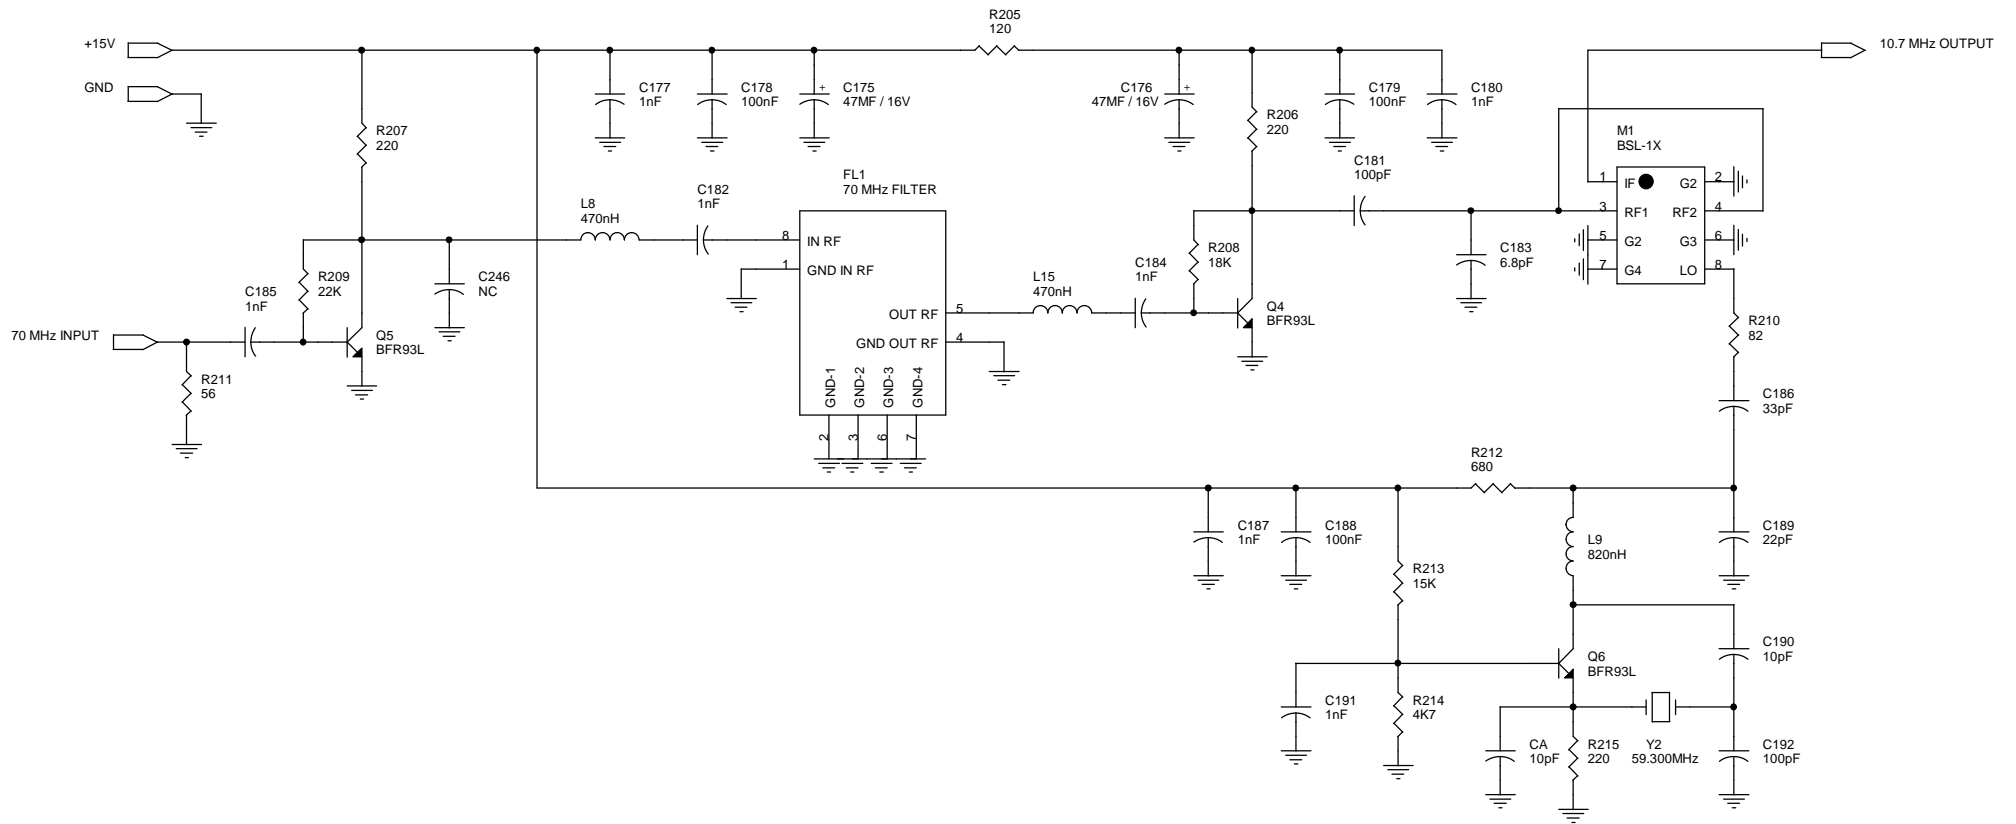 R205
120
+15V
10.7 MHz OUTPUT
GND
C177
1nF
C178
100nF
+
C175
47MF / 16V
C176
47MF / 16V
+
C179
100nF
C180
1nF
R207
220
R206
220
M1
BSL-1X
C181
100pF
FL1
70 MHz FILTER
C182
1nF
L8
470nH
1
IF
G2
2
3
RF1
RF2
4
5
G2
G3
6
7
G4
LO
8
8
IN RF
1
GND IN RF
OUT RF
5
GND OUT RF
4
GND-1
GND-2
GND-3
GND-4
2
3
6
7
R208
18K
C183
6.8pF
C184
1nF
L15
470nH
R209
22K
C246
NC
C185
1nF
Q4
BFR93L
R210
82
70 MHz INPUT
Q5
BFR93L
R211
56
C186
33pF
R212
680
C187
1nF
C188
100nF
L9
820nH
C189
22pF
R213
15K
C190
10pF
Q6
BFR93L
C191
1nF
R214
4K7
CA
10pF
R215
220
Y2
59.300MHz
C192
100pF